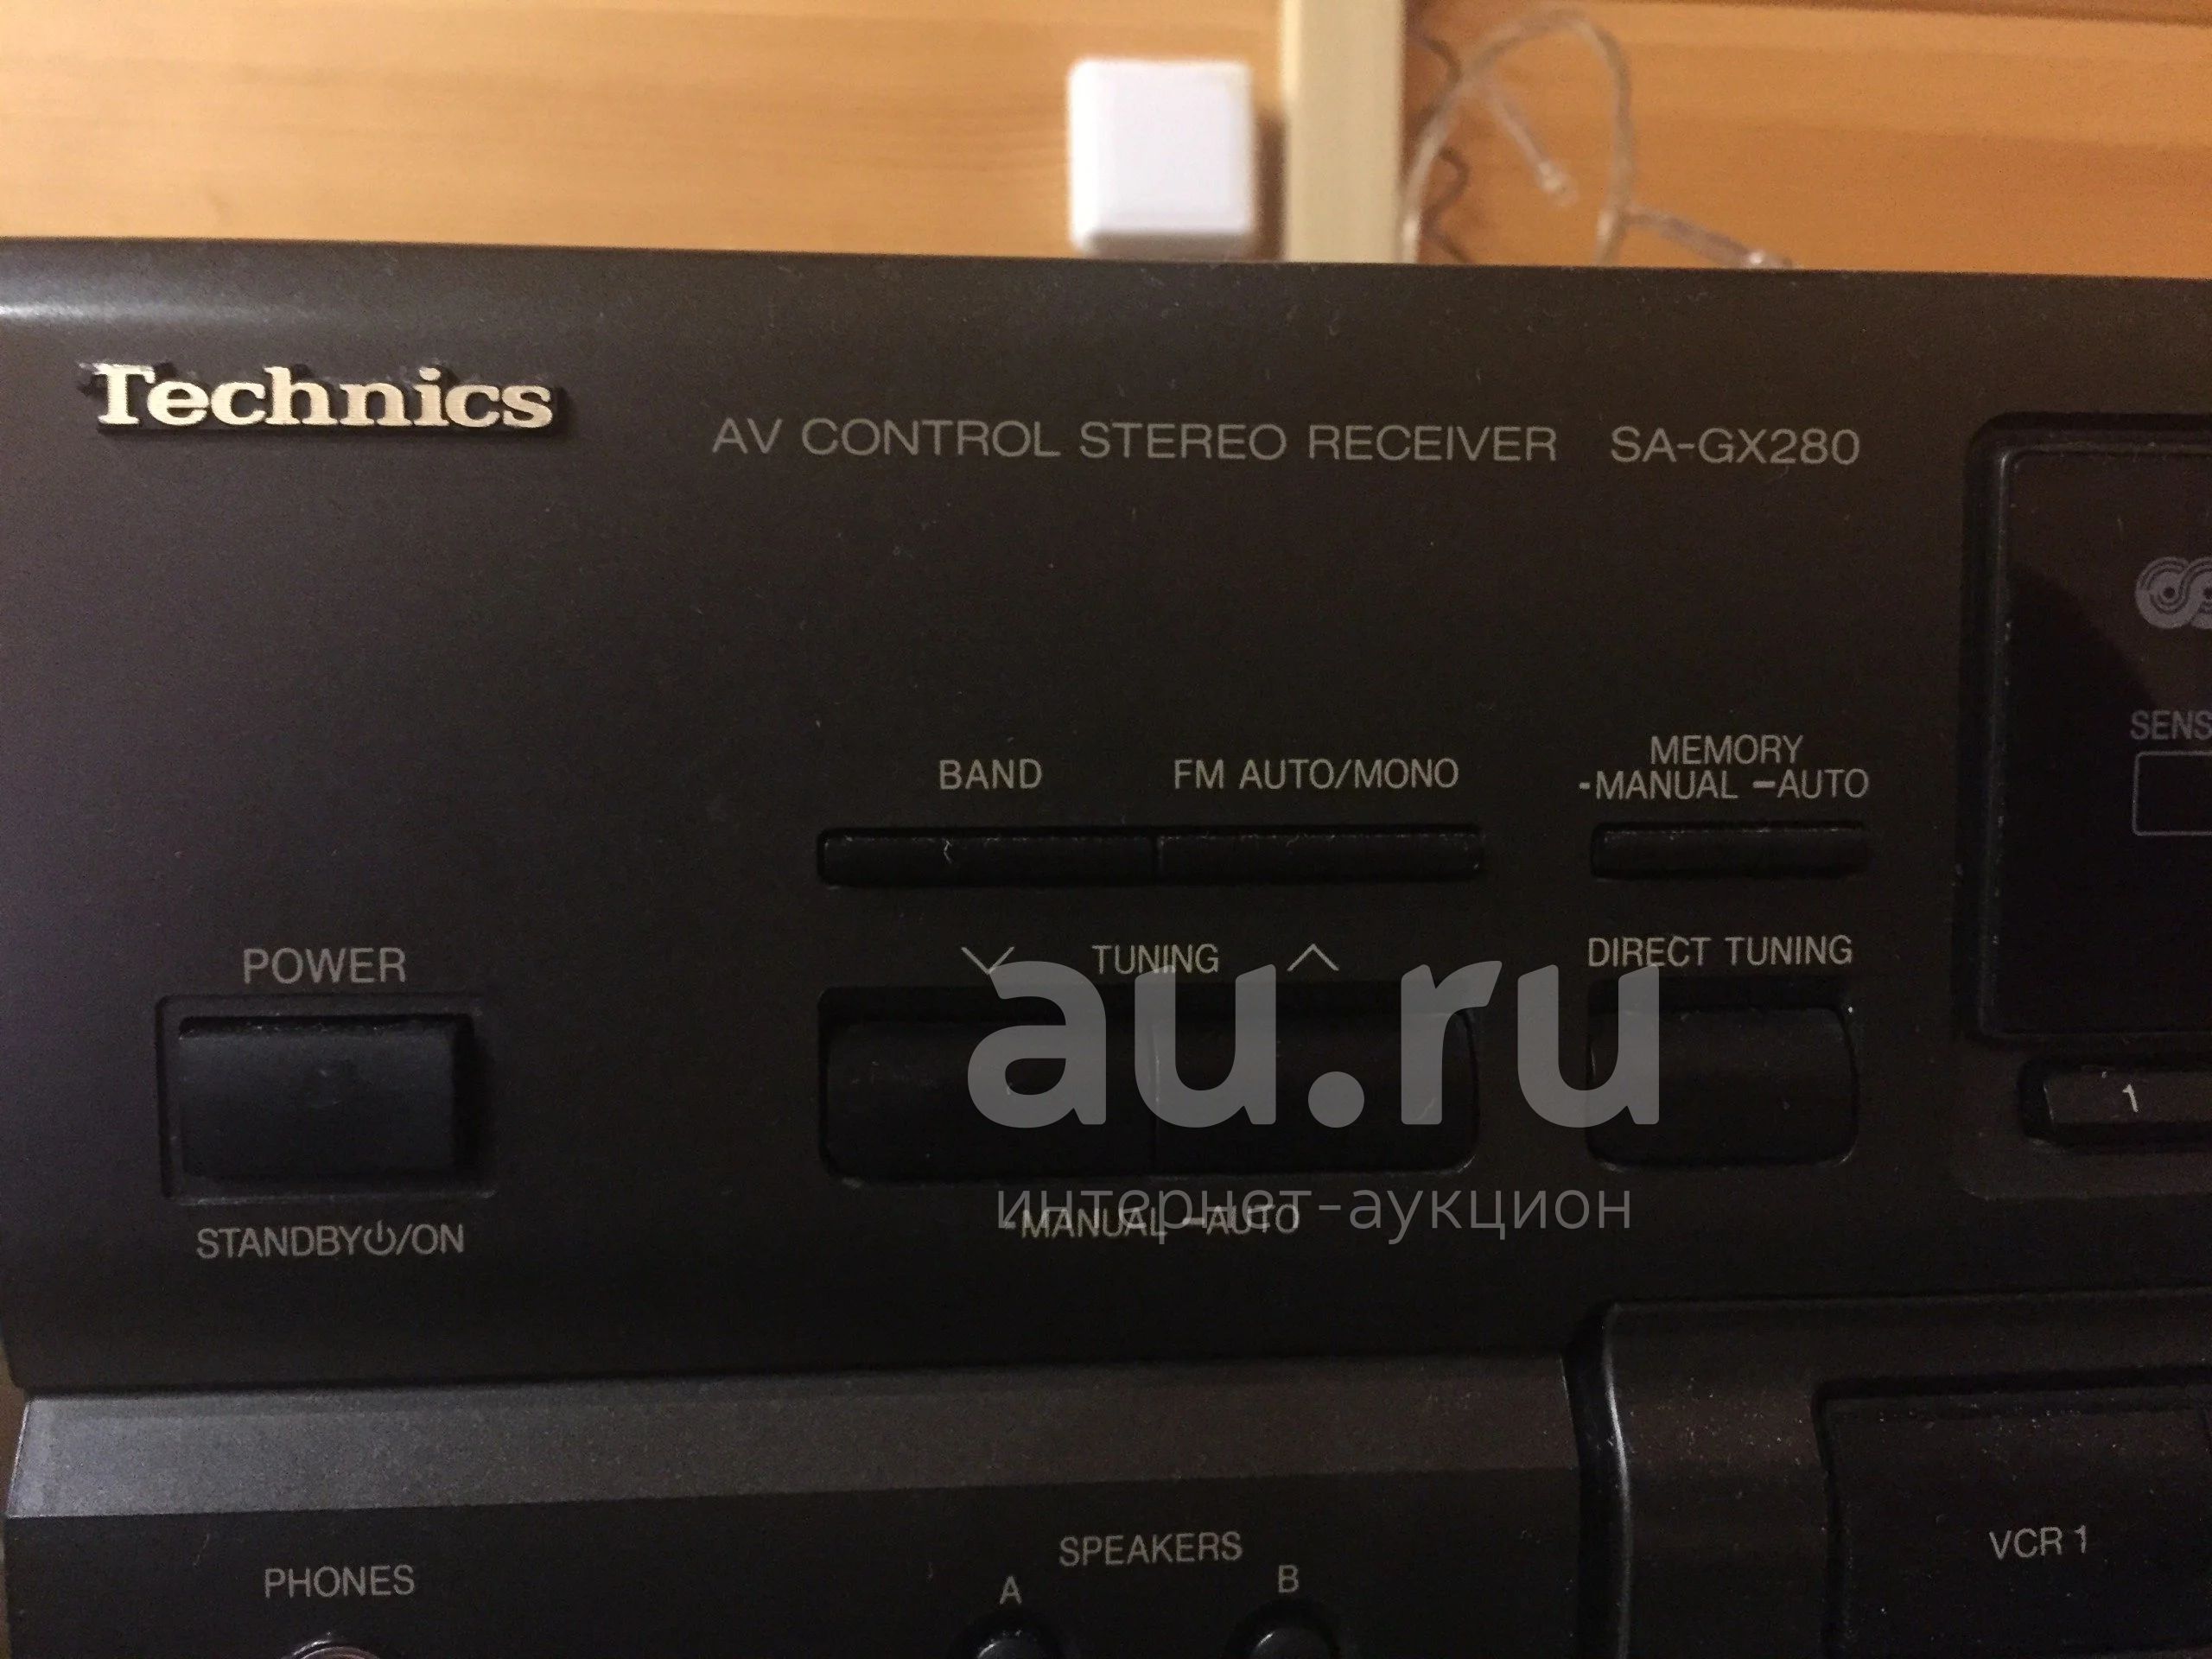 Technics
AV CONTROL STEREO RECEIVER SA-GX280
BAND
FM AUTO/MONO
MEMORY
-MANUAL –AUTO
POWER
TUNING
DIRECT TUNING
1
STANDBY⏻/ON
-MANUAL –AUTO
au.ru
интернет-аукцион
SPEAKERS
A
B
PHONES
VCR 1